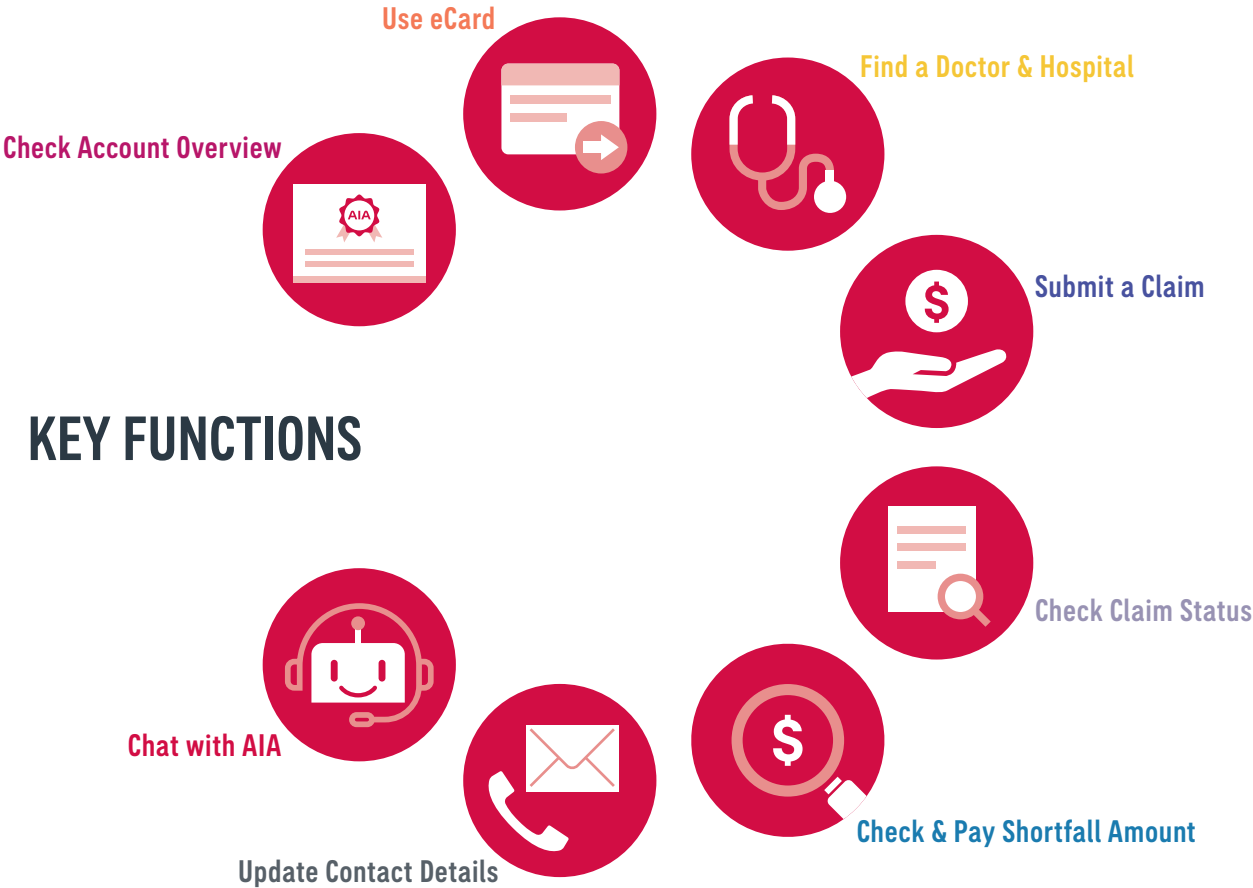 Use eCard
Find a Doctor & Hospital
Check Account Overview
AIA
Submit a Claim
$
KEY FUNCTIONS
Check Claim Status
Chat with AIA
$
Check & Pay Shortfall Amount
Update Contact Details